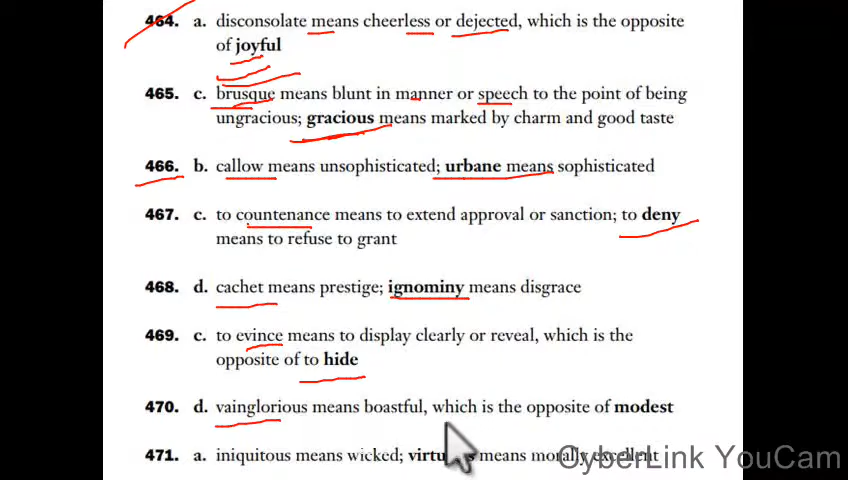 464. a. disconsolate means cheerless or dejected, which is the opposite
of joyful
465. c. brusque means blunt in manner or speech to the point of being
ungracious; gracious means marked by charm and good taste
466. b. callow means unsophisticated; urbane means sophisticated
467. c. to countenance means to extend approval or sanction; to deny
means to refuse to grant
468. d. cachet means prestige; ignominy means disgrace
469. c. to evince means to display clearly or reveal, which is the
opposite of to hide
470. d. vainglorious means boastful, which is the opposite of modest
471. a. iniquitous means wicked; means morally excellent
CyberLink YouCam